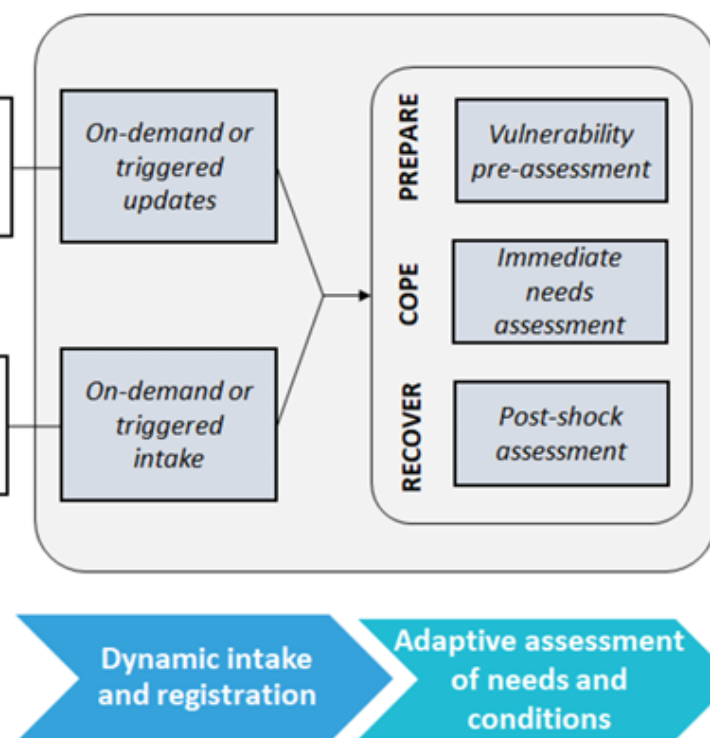 On-demand or
triggered
updates
On-demand or
triggered
intake
PREPARE
Vulnerability
pre-assessment
COPE
Immediate
needs
assessment
RECOVER
Post-shock
assessment
Dynamic intake
and registration
Adaptive assessment
of needs and
conditions